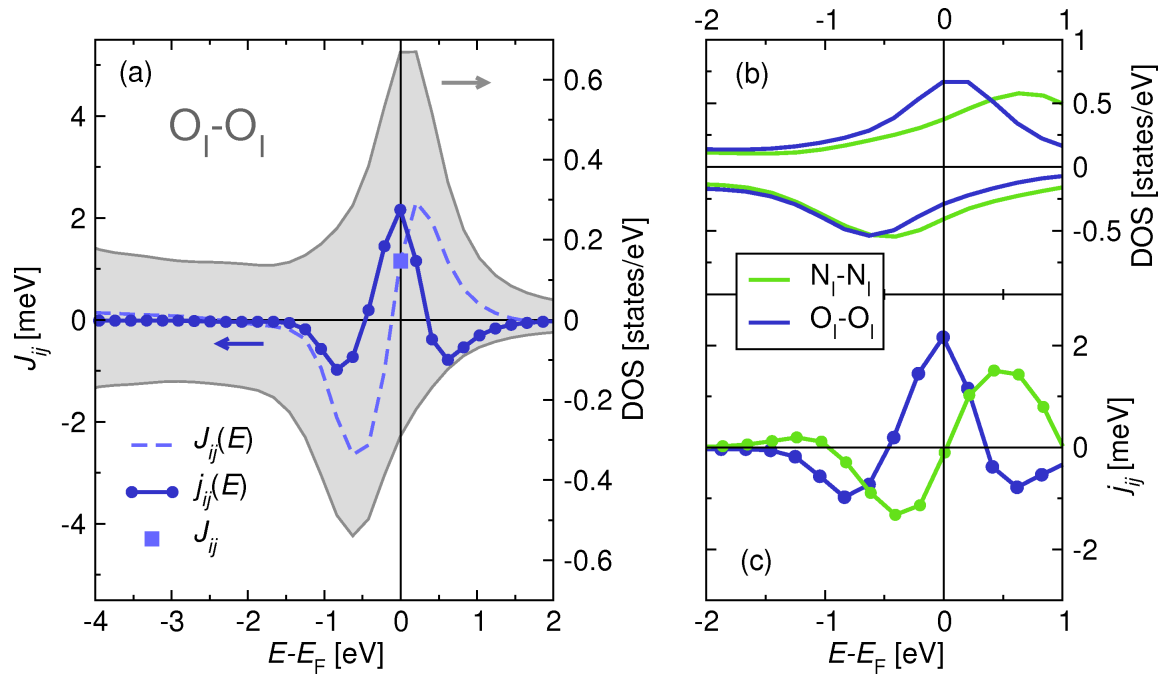 (a)
O_I-O_I
J_ij [meV]
4
2
0
-2
-4
0.6
0.4
0.2
0
-0.2
-0.4
-0.6
DOS [states/eV]
J_ij(E)
j_ij(E)
J_ij
-4 -3 -2 -1 0 1 2
E-E_F [eV]
-2 -1 0 1
(b)
1
0.5
0
-0.5
DOS [states/eV]
N_I-N_I
O_I-O_I
2
0
-2
j_ij [meV]
(c)
-2 -1 0 1
E-E_F [eV]